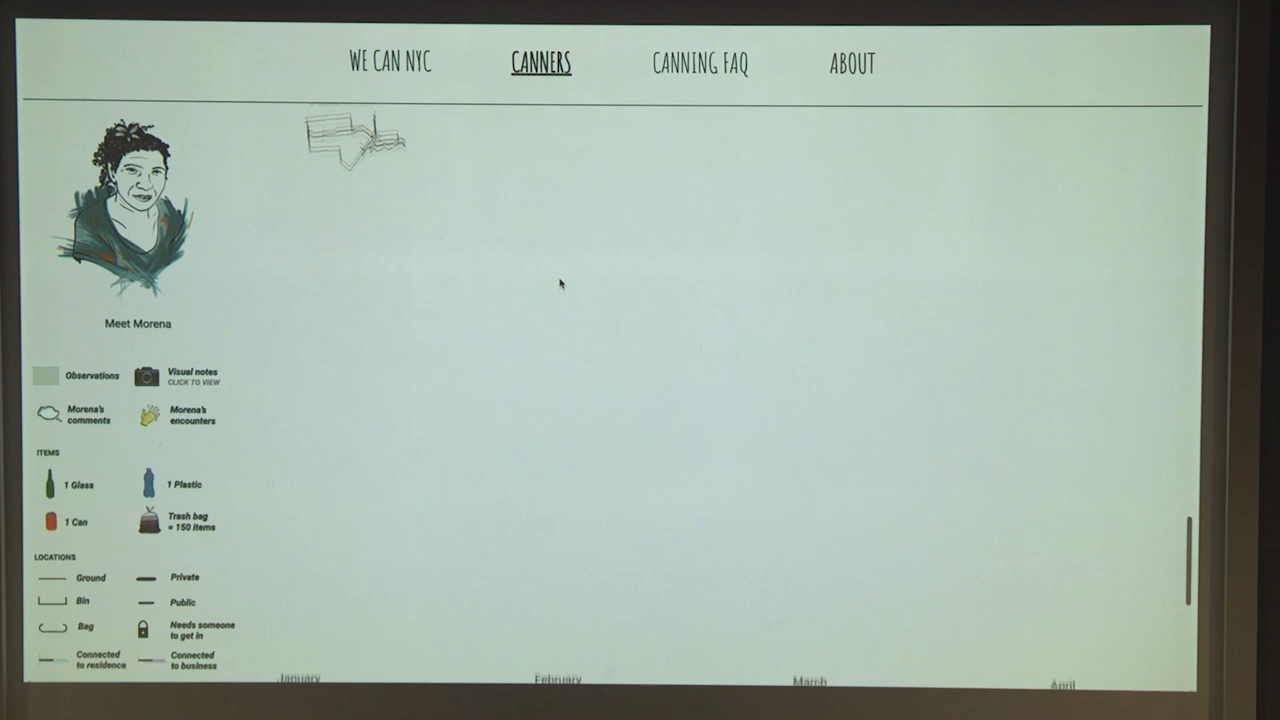 WE CAN NYC
CANNERS
CANNING FAQ
ABOUT
Meet Morena
Observations
Visual notes
CLICK TO VIEW
Morena's
comments
Morena's
encounters
ITEMS
1 Glass
1 Plastic
1 Can
Trash bag
= 150 items
LOCATIONS
Ground
Private
Bin
Public
Bag
Needs someone
to get in
Connected
to residence
Connected
to business
January
February
March
April